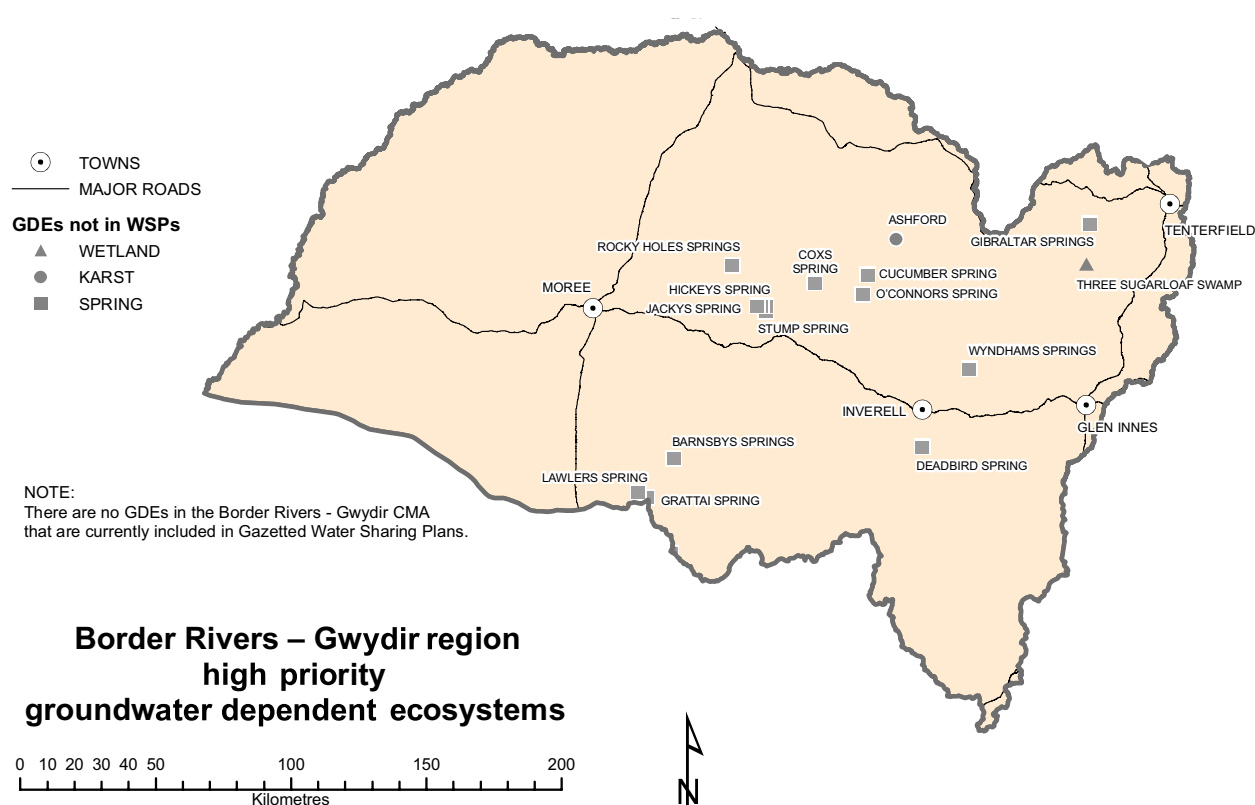 TOWNS
MAJOR ROADS
GDEs not in WSPs
WETLAND
KARST
SPRING
ASHFORD
TENTERFIELD
GIBRALTAR SPRINGS
ROCKY HOLES SPRINGS
COXS
SPRING
CUCUMBER SPRING
THREE SUGARLOAF SWAMP
MOREE
HICKEYS SPRING
O'CONNORS SPRING
JACKYS SPRING
STUMP SPRING
WYNDHAMS SPRINGS
INVERELL
GLEN INNES
BARNSBYS SPRINGS
DEADBIRD SPRING
LAWLERS SPRING
GRATTAI SPRING
NOTE:
There are no GDEs in the Border Rivers - Gwydir CMA
that are currently included in Gazetted Water Sharing Plans.
Border Rivers – Gwydir region
high priority
groundwater dependent ecosystems
0 10 20 30 40 50 100 150 200
Kilometres
N